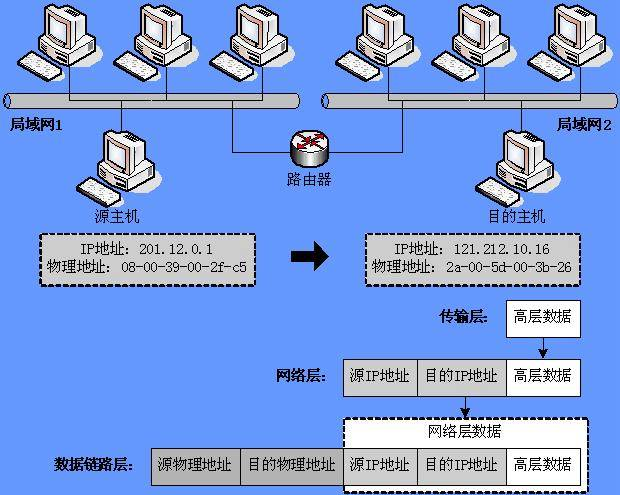 局域网1
局域网2
路由器
源主机
目的主机
IP地址：201.12.0.1
物理地址：08-00-39-00-2f-c5
IP地址：121.212.10.16
物理地址：2a-00-5d-00-3b-26
传输层：
高层数据
网络层：
源IP地址
目的IP地址
高层数据
网络层数据
数据链路层：
源物理地址
目的物理地址
源IP地址
目的IP地址
高层数据